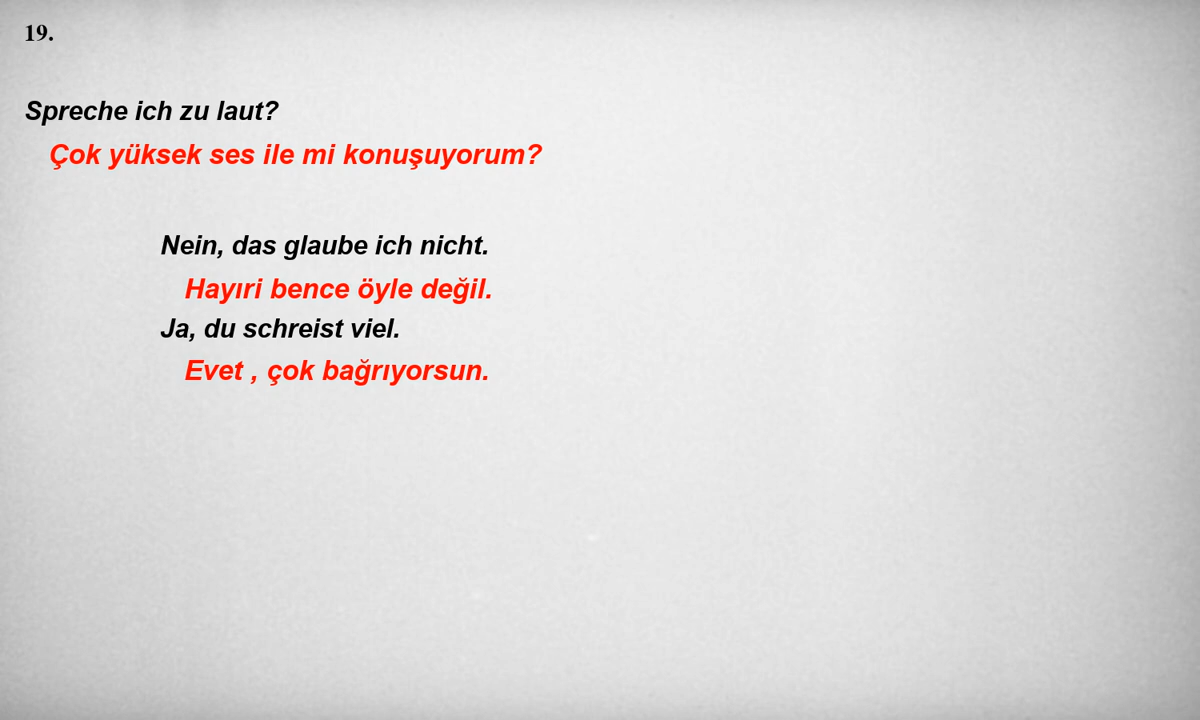 19.
Spreche ich zu laut?
Çok yüksek ses ile mi konuşuyorum?
Nein, das glaube ich nicht.
Hayıri bence öyle değil.
Ja, du schreist viel.
Evet , çok bağrıyorsun.